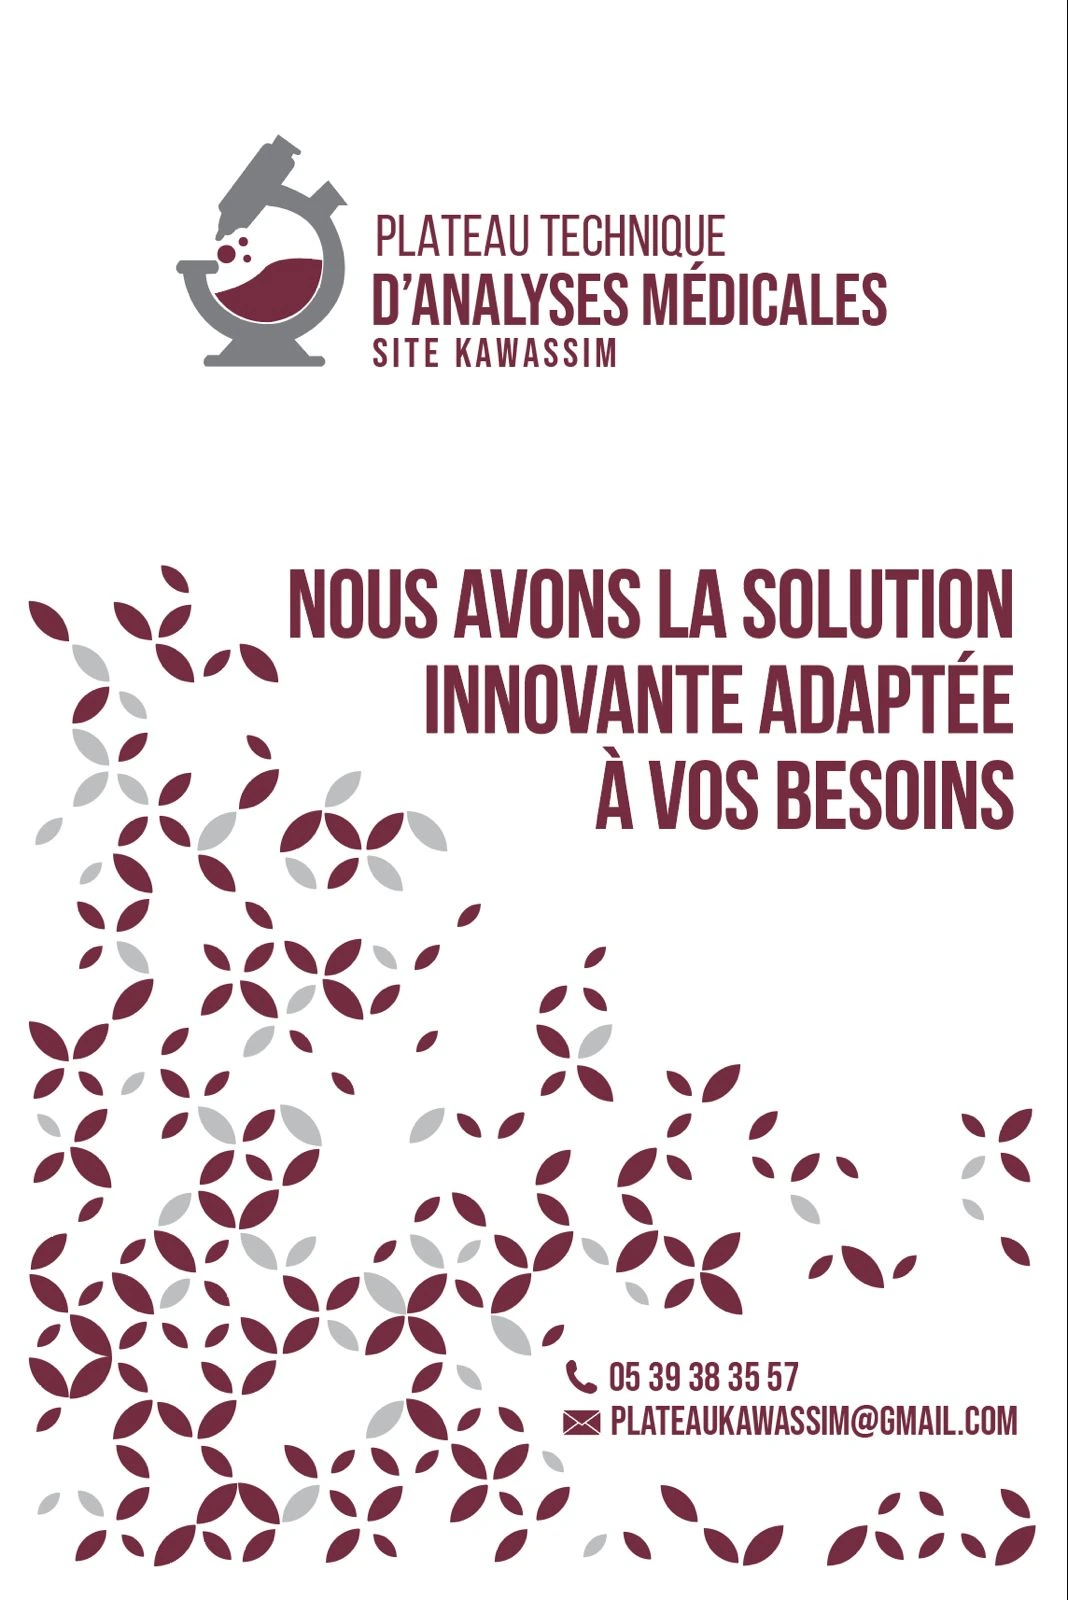 PLATEAU TECHNIQUE
D'ANALYSES MÉDICALES
SITE KAWASSIM
NOUS AVONS LA SOLUTION
INNOVANTE ADAPTÉE
À VOS BESOINS
05 39 38 35 57
PLATEAUKAWASSIM@GMAIL.COM